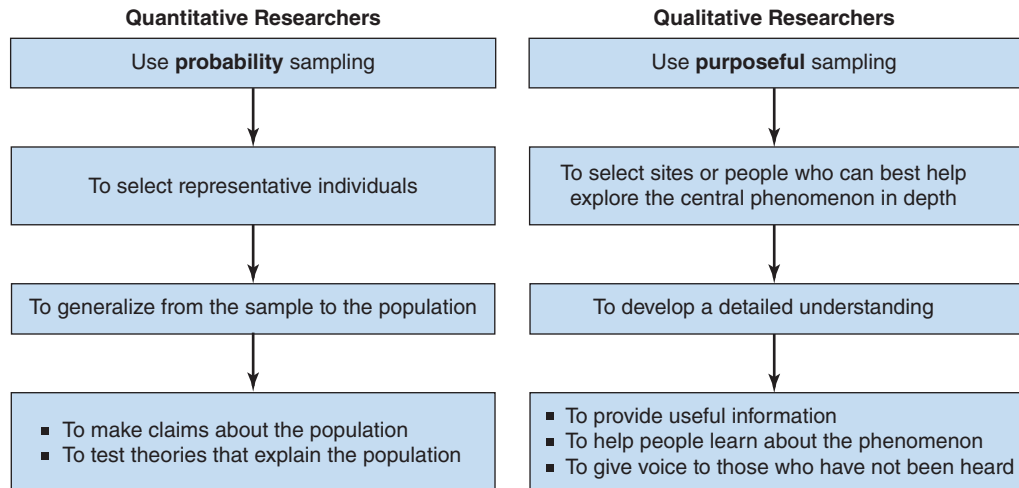 Quantitative Researchers
Use probability sampling
To select representative individuals
To generalize from the sample to the population
▪ To make claims about the population
▪ To test theories that explain the population
Qualitative Researchers
Use purposeful sampling
To select sites or people who can best help
explore the central phenomenon in depth
To develop a detailed understanding
▪ To provide useful information
▪ To help people learn about the phenomenon
▪ To give voice to those who have not been heard